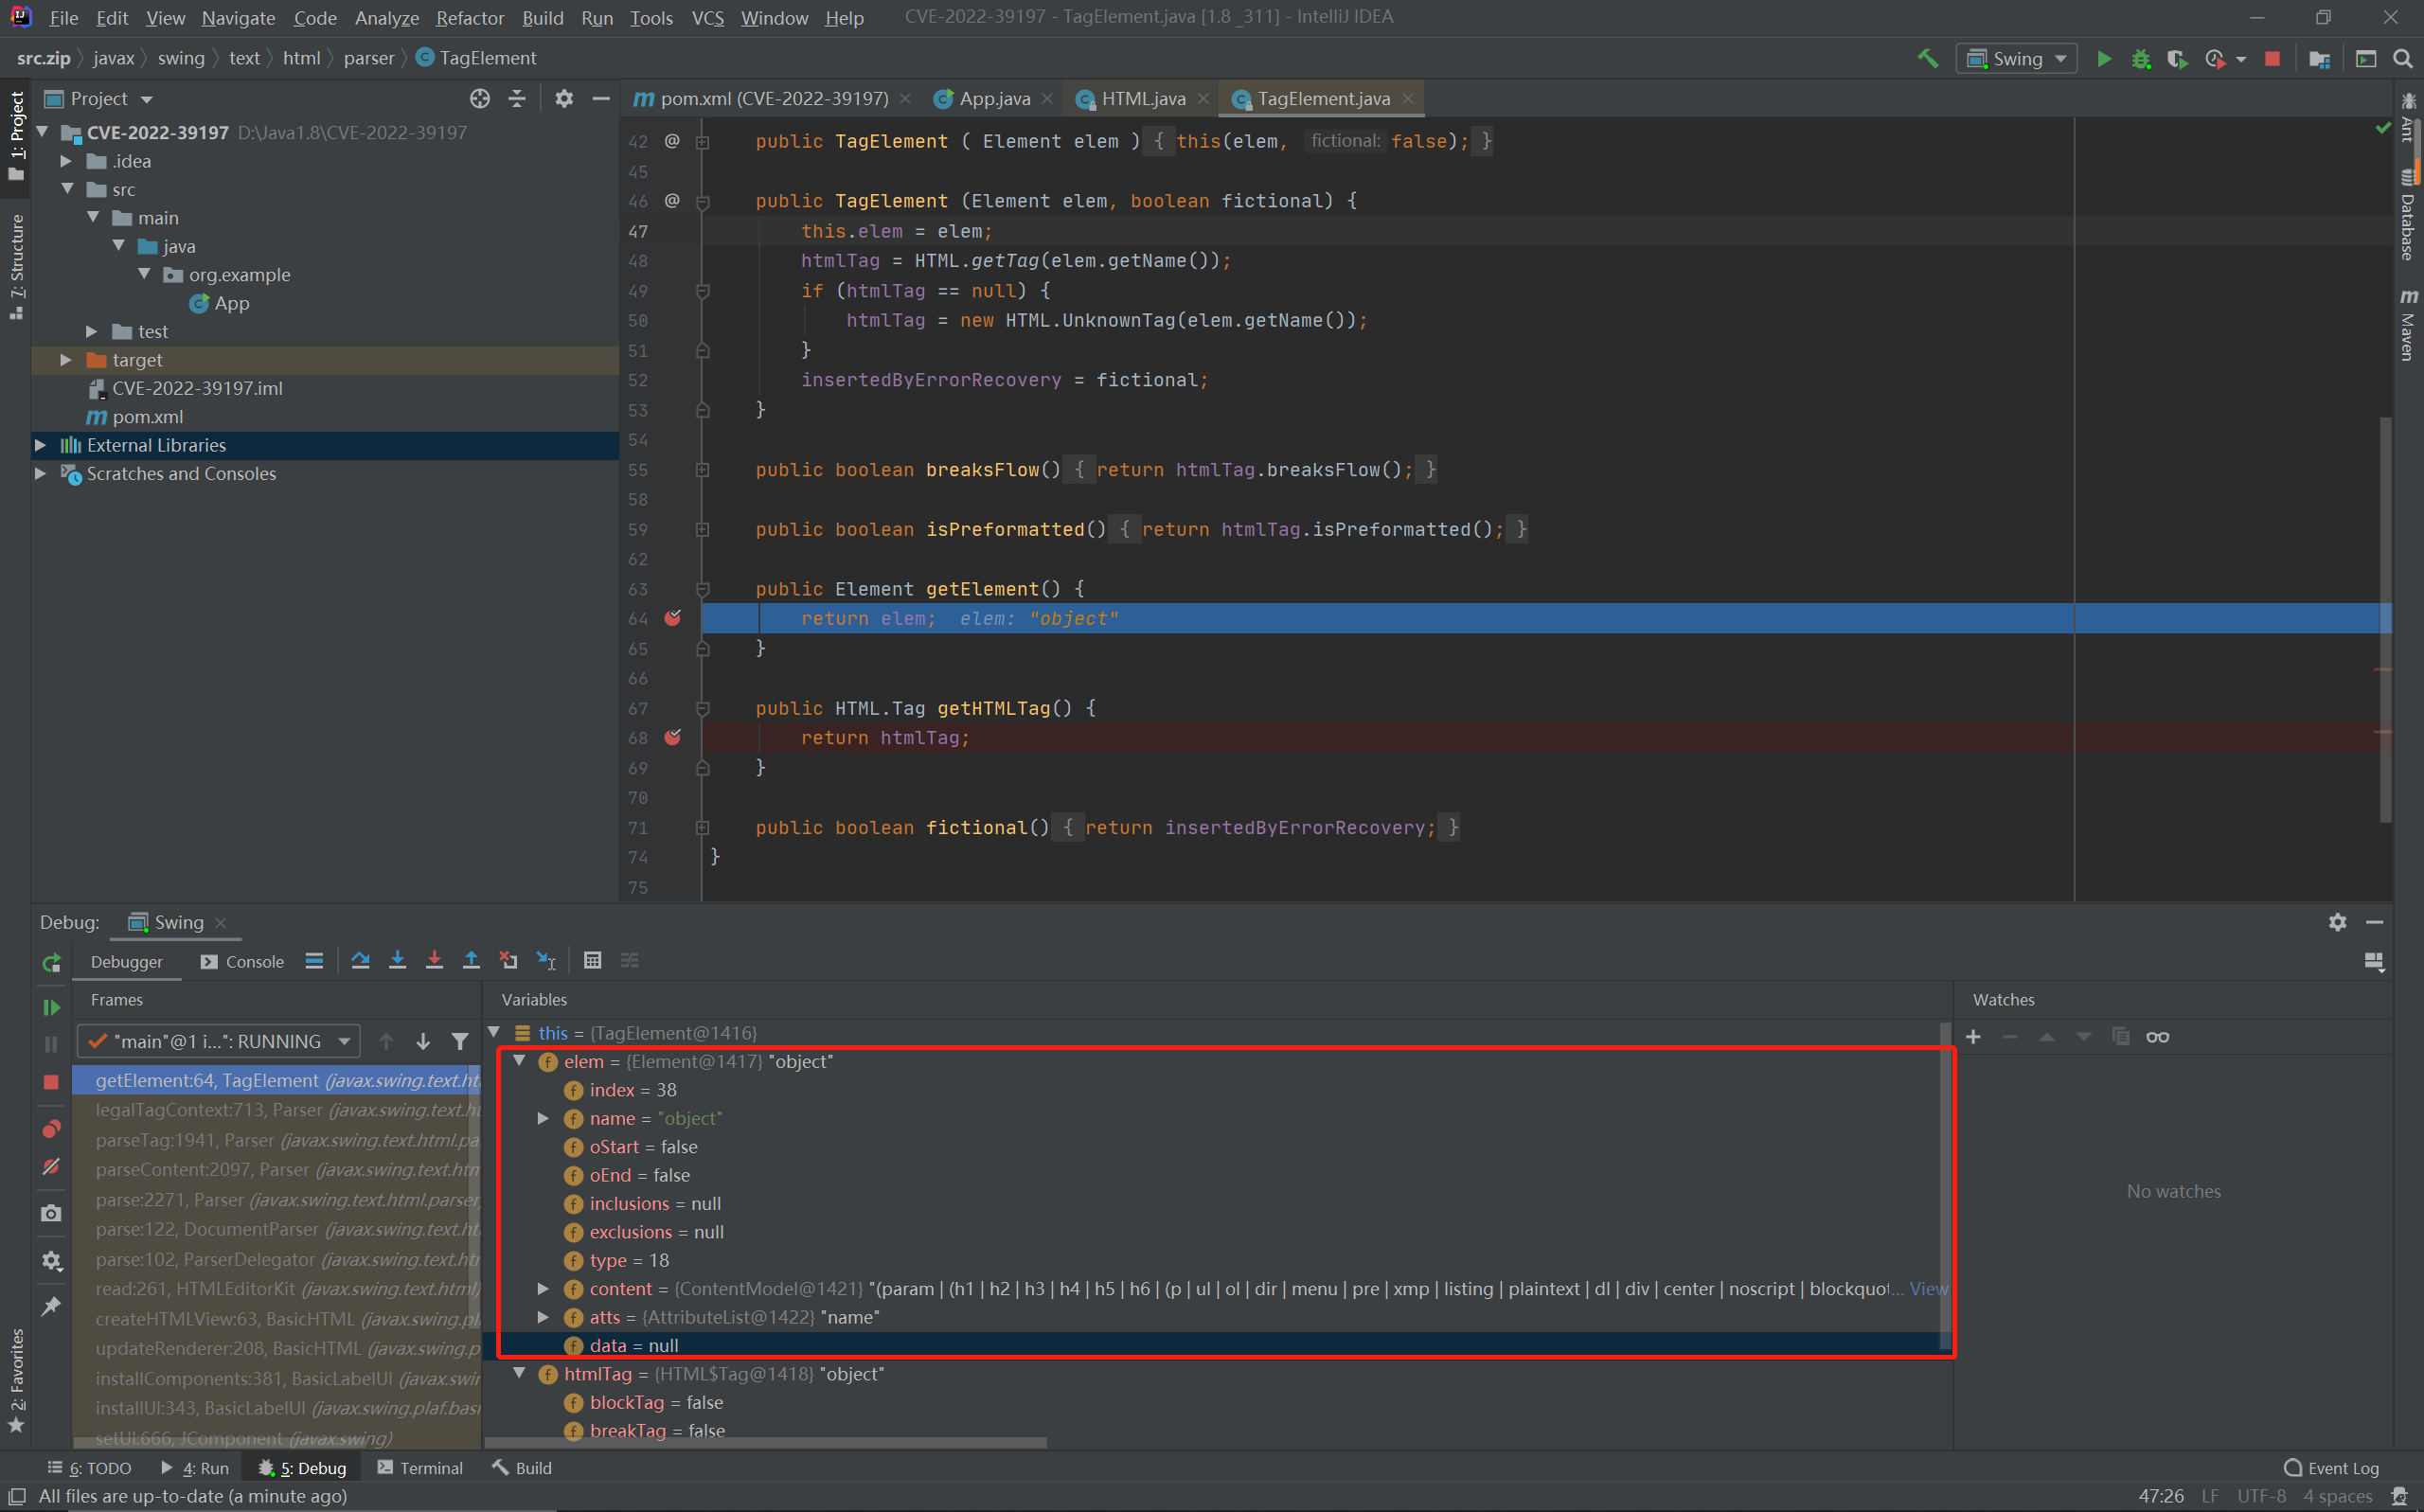 File Edit View Navigate Code Analyze Refactor Build Run Tools VCS Window Help CVE-2022-39197 - TagElement.java [1.8 _311] - IntelliJ IDEA
src.zip javax swing text html parser TagElement Swing
1: Project
7: Structure
2: Favorites
Project
CVE-2022-39197 D:\Java1.8\CVE-2022-39197
.idea
src
main
java
org.example
App
test
target
CVE-2022-39197.iml
pom.xml
External Libraries
Scratches and Consoles
pom.xml (CVE-2022-39197) App.java HTML.java TagElement.java
42 @ public TagElement ( Element elem ) { this(elem, fictional: false); }
45
46 @ public TagElement (Element elem, boolean fictional) {
47 this.elem = elem;
48 htmlTag = HTML.getTag(elem.getName());
49 if (htmlTag == null) {
50 htmlTag = new HTML.UnknownTag(elem.getName());
51 }
52 insertedByErrorRecovery = fictional;
53 }
54
55 public boolean breaksFlow() { return htmlTag.breaksFlow(); }
58
59 public boolean isPreformatted() { return htmlTag.isPreformatted(); }
62
63 public Element getElement() {
64 return elem; elem: "object"
65 }
66
67 public HTML.Tag getHTMLTag() {
68 return htmlTag;
69 }
70
71 public boolean fictional() { return insertedByErrorRecovery; }
74 }
75
Ant
Database
Maven
Debug: Swing
Debugger Console
Frames
"main"@1 i...": RUNNING
getElement:64, TagElement (javax.swing.text.ht
legalTagContext:713, Parser (javax.swing.text.h
parseTag:1941, Parser (javax.swing.text.html.pa
parseContent:2097, Parser (javax.swing.text.htm
parse:2271, Parser (javax.swing.text.html.parser
parse:122, DocumentParser (javax.swing.text.ht
parse:102, ParserDelegator (javax.swing.text.ht
read:261, HTMLEditorKit (javax.swing.text.html)
createHTMLView:63, BasicHTML (javax.swing.pl
updateRenderer:208, BasicHTML (javax.swing.p
installComponents:381, BasicLabelUI (javax.swi
installUI:343, BasicLabelUI (javax.swing.plaf.bas
setUI:666, JComponent (javax.swing)
Variables
this = {TagElement@1416}
elem = {Element@1417} "object"
index = 38
name = "object"
oStart = false
oEnd = false
inclusions = null
exclusions = null
type = 18
content = {ContentModel@1421} "(param | (h1 | h2 | h3 | h4 | h5 | h6 | (p | ul | ol | dir | menu | pre | xmp | listing | plaintext | dl | div | center | noscript | blockquot... View
atts = {AttributeList@1422} "name"
data = null
htmlTag = {HTML$Tag@1418} "object"
blockTag = false
breakTag = false
Watches
No watches
6: TODO 4: Run 5: Debug Terminal Build Event Log
All files are up-to-date (a minute ago) 47:26 LF UTF-8 4 spaces